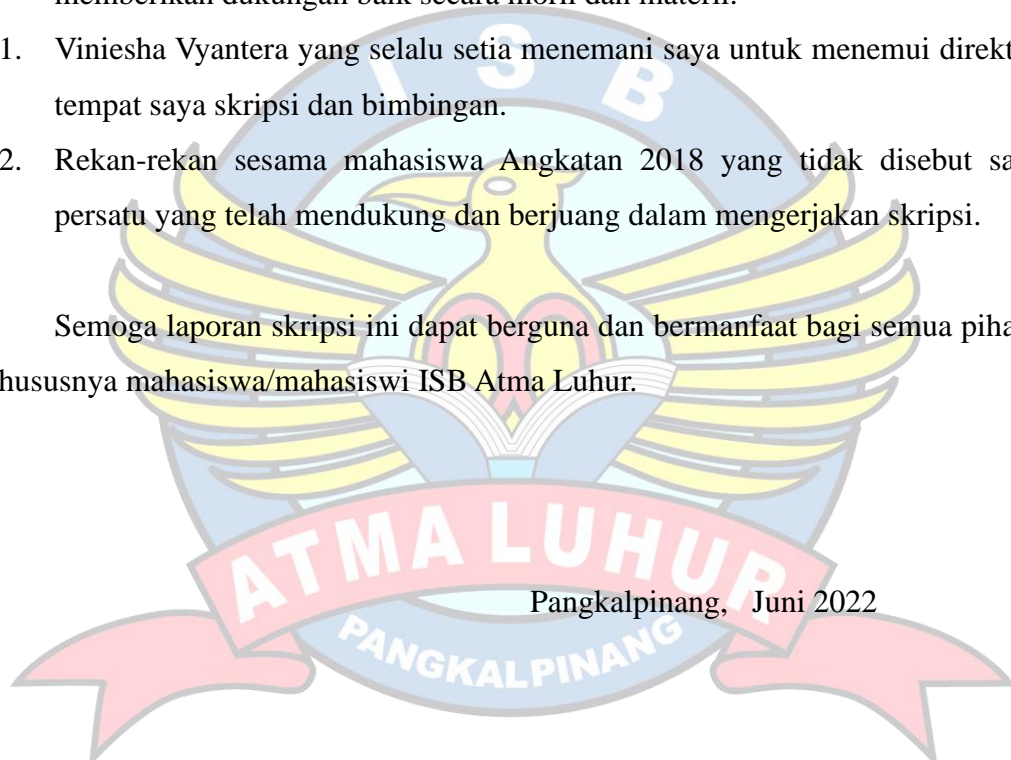 memberikan dukungan baik secara moril dan materil.
1. Viniesha Vyantera yang selalu setia menemani saya untuk menemui direkt
tempat saya skripsi dan bimbingan.
2. Rekan-rekan sesama mahasiswa Angkatan 2018 yang tidak disebut sa
persatu yang telah mendukung dan berjuang dalam mengerjakan skripsi.
Semoga laporan skripsi ini dapat berguna dan bermanfaat bagi semua piha
hususnya mahasiswa/mahasiswi ISB Atma Luhur.
Pangkalpinang, Juni 2022
I S B
ATMA LUHUR
PANGKALPINANG